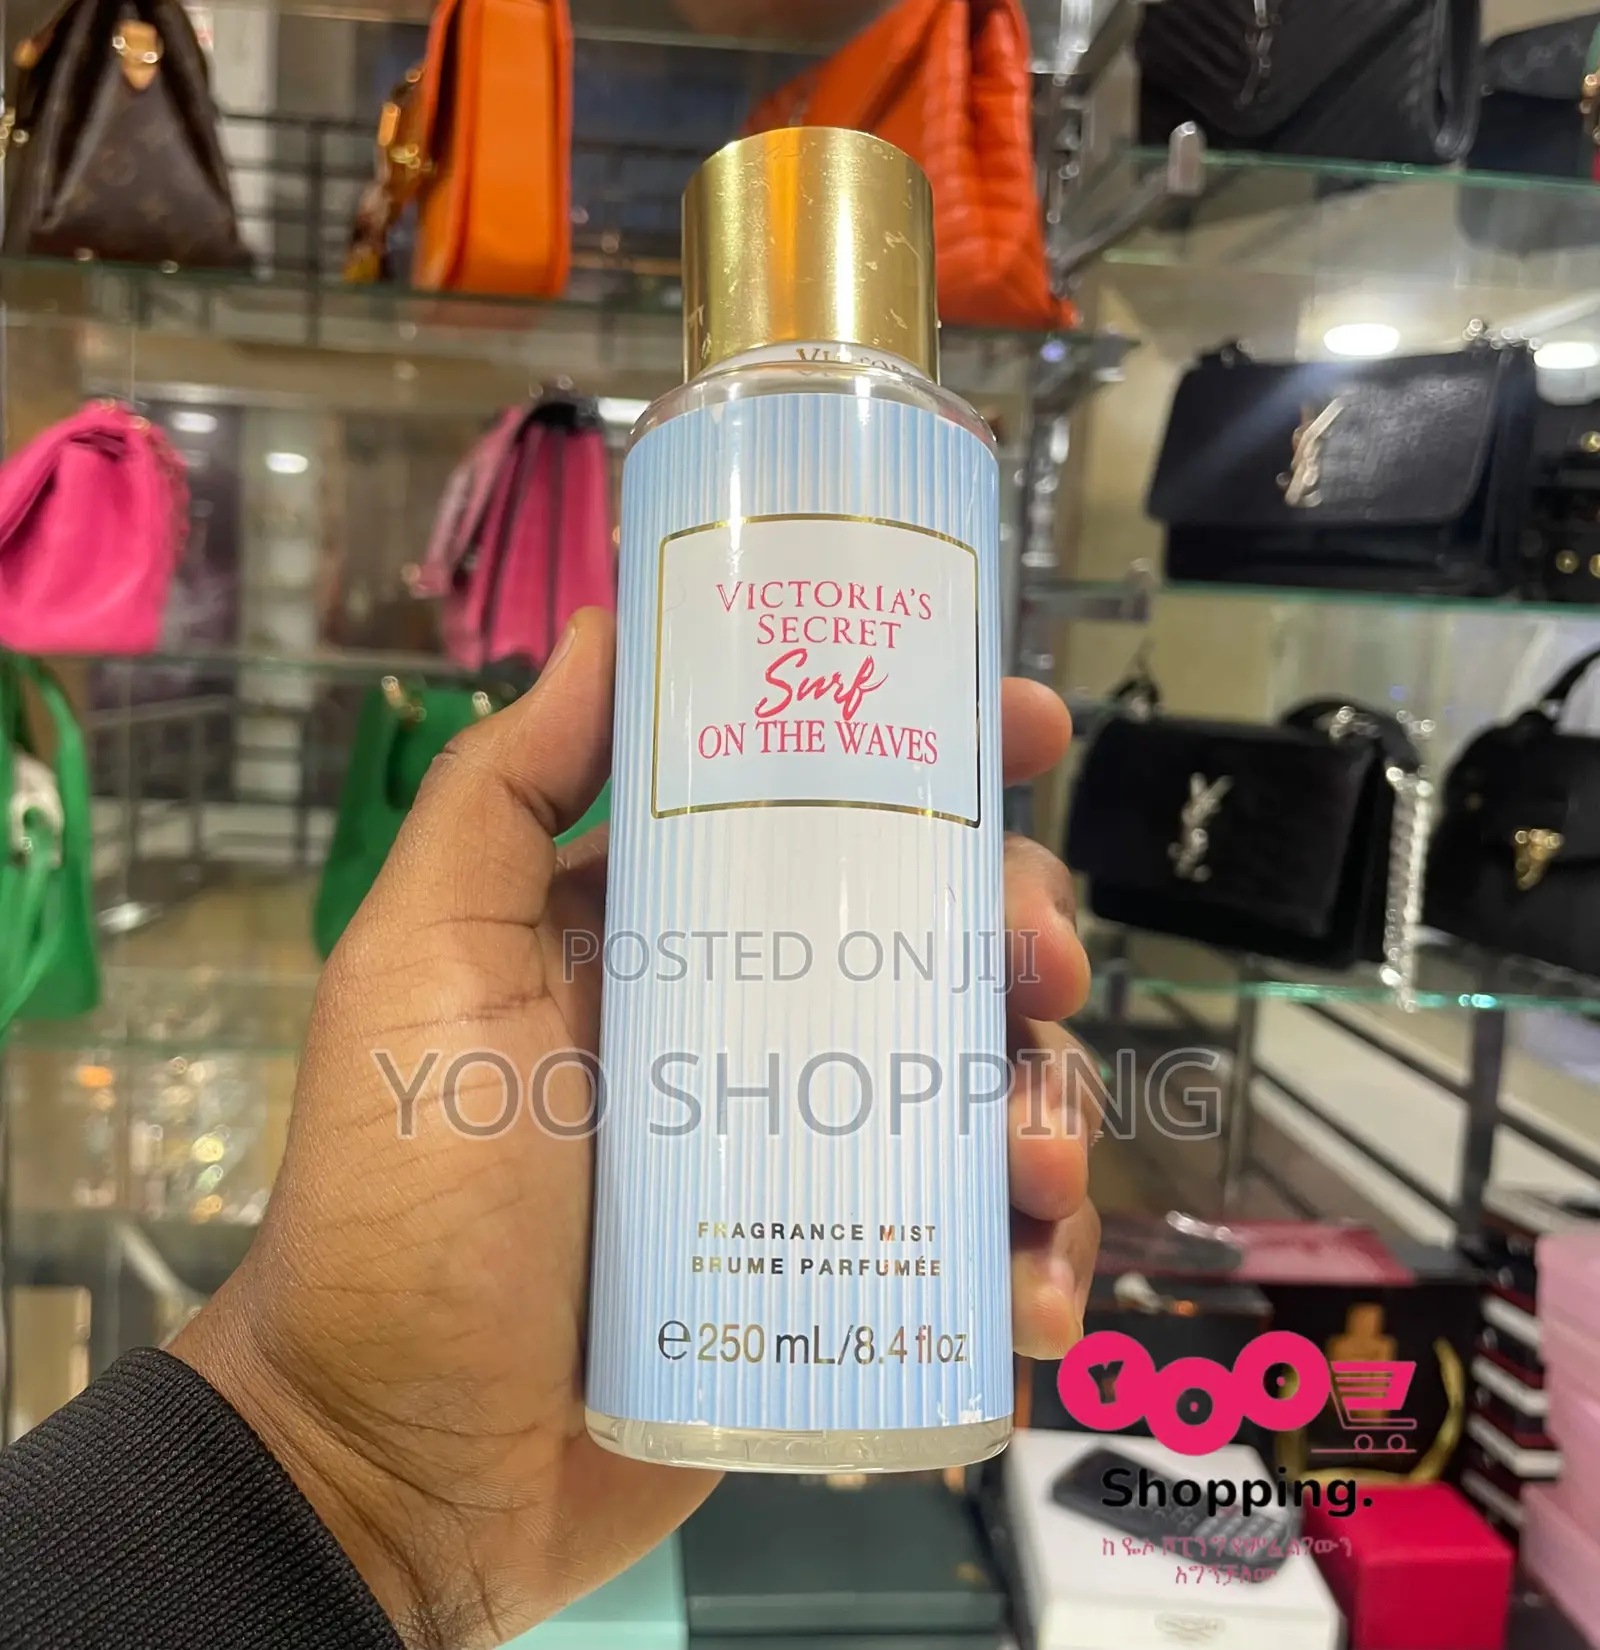 VICTORIA'S
SECRET
Surf
ON THE WAVES
POSTED ON JIJI
YOO SHOPPING
FRAGRANCE MIST
BRUME PARFUMÉE
℮250 mL/8.4 fl oz
YOO
Shopping.